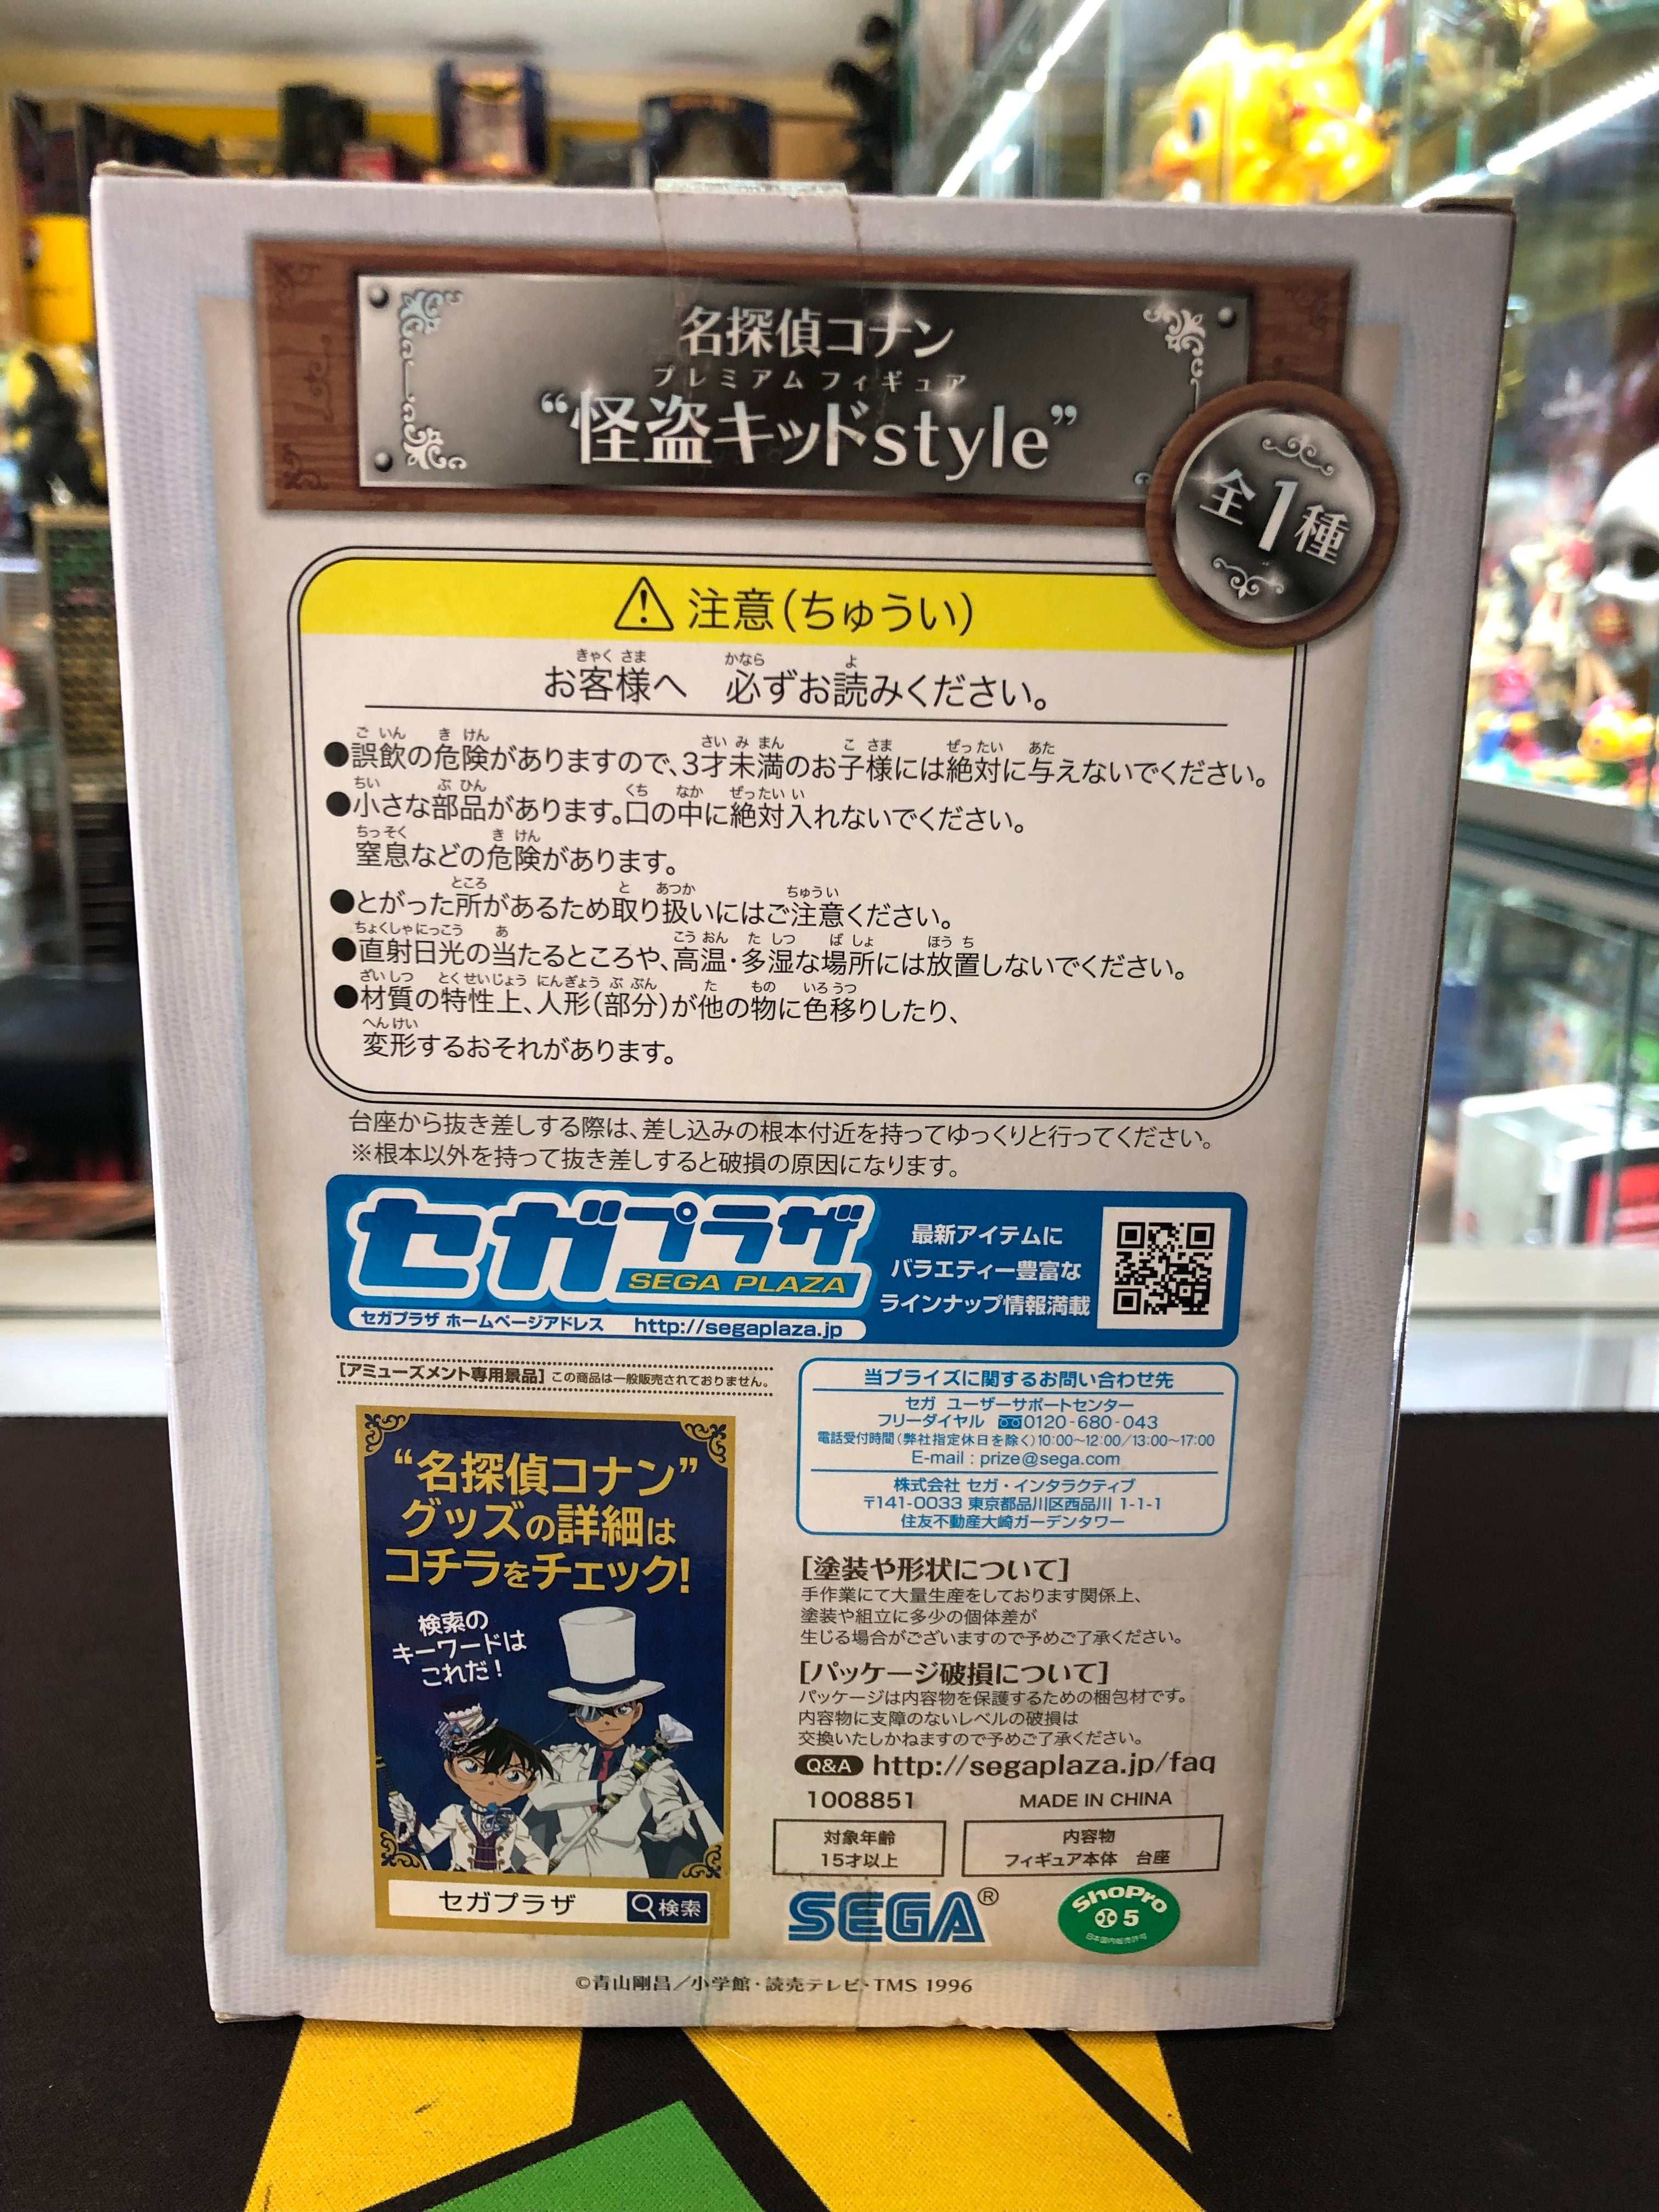 名探偵コナン
プレミアムフィギュア
“怪盗キッドstyle”
全1種
注意(ちゅうい)
お客様へ 必ずお読みください。
●誤飲の危険がありますので、3才未満のお子様には絶対に与えないでください。
●小さな部品があります。口の中に絶対入れないでください。
窒息などの危険があります。
●とがった所があるため取り扱いにはご注意ください。
●直射日光の当たるところや、高温・多湿な場所には放置しないでください。
●材質の特性上、人形(部分)が他の物に色移りしたり、
変形するおそれがあります。
台座から抜き差しする際は、差し込みの根本付近を持ってゆっくりと行ってください。
※根本以外を持って抜き差しすると破損の原因になります。
セガプラザ
SEGA PLAZA
セガプラザ ホームページアドレス http://segaplaza.jp
最新アイテムに
バラエティー豊富な
ラインナップ情報満載
[アミューズメント専用景品] この商品は一般販売されておりません。
“名探偵コナン”
グッズの詳細は
コチラをチェック!
検索の
キーワードは
これだ!
セガプラザ 検索
当プライズに関するお問い合わせ先
セガ ユーザーサポートセンター
フリーダイヤル 0120-680-043
電話受付時間(弊社指定休日を除く)10:00〜12:00/13:00〜17:00
E-mail : prize@sega.com
株式会社 セガ・インタラクティブ
〒141-0033 東京都品川区西品川 1-1-1
住友不動産大崎ガーデンタワー
[塗装や形状について]
手作業にて大量生産をしております関係上、
塗装や組立に多少の個体差が
生じる場合がございますので予めご了承ください。
[パッケージ破損について]
パッケージは内容物を保護するための梱包材です。
内容物に支障のないレベルの破損は
交換いたしかねますので予めご了承ください。
Q&A http://segaplaza.jp/faq
1008851 MADE IN CHINA
対象年齢
15才以上
内容物
フィギュア本体 台座
SEGA®
ShoPro
5
日本国内販売許可
©青山剛昌/小学館・読売テレビ・TMS 1996